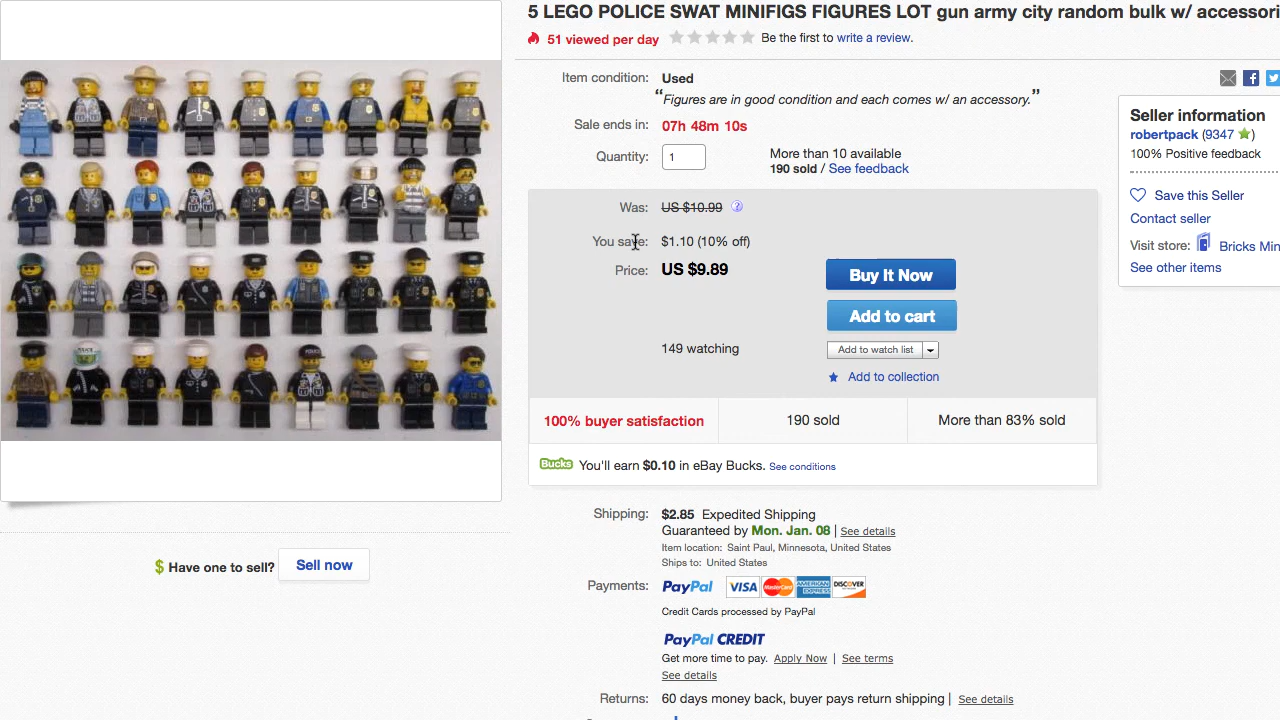 5 LEGO POLICE SWAT MINIFIGS FIGURES LOT gun army city random bulk w/ accessori
51 viewed per day
Be the first to write a review.
Item condition: Used
“Figures are in good condition and each comes w/ an accessory.”
Sale ends in: 07h 48m 10s
Quantity: 1
More than 10 available
190 sold / See feedback
Was: US $10.99
You save: $1.10 (10% off)
Price: US $9.89
Buy It Now
Add to cart
149 watching
Add to watch list
Add to collection
100% buyer satisfaction
190 sold
More than 83% sold
Bucks You'll earn $0.10 in eBay Bucks. See conditions
Shipping: $2.85 Expedited Shipping
Guaranteed by Mon. Jan. 08 | See details
Item location: Saint Paul, Minnesota, United States
Ships to: United States
Payments: PayPal VISA MasterCard AMERICAN EXPRESS DISCOVER
Credit Cards processed by PayPal
PayPal CREDIT
Get more time to pay. Apply Now | See terms
See details
Returns: 60 days money back, buyer pays return shipping | See details
Seller information
robertpack (9347)
100% Positive feedback
Save this Seller
Contact seller
Visit store: Bricks Min
See other items
$ Have one to sell? Sell now